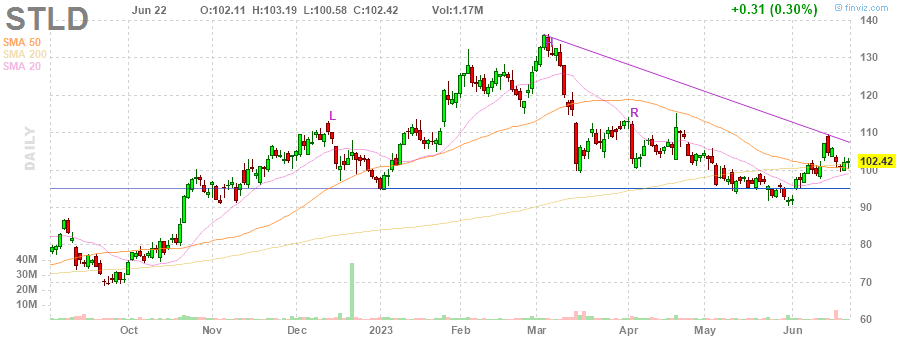 STLD Jun 22 O:102.11 H:103.19 L:100.58 C:102.42 Vol:1.17M +0.31 (0.30%) © finviz.com
SMA 50
SMA 200
SMA 20
DAILY
L
H
R
140
130
120
110
102.42
100
90
80
70
60
40M
30M
20M
10M
Oct Nov Dec 2023 Feb Mar Apr May Jun